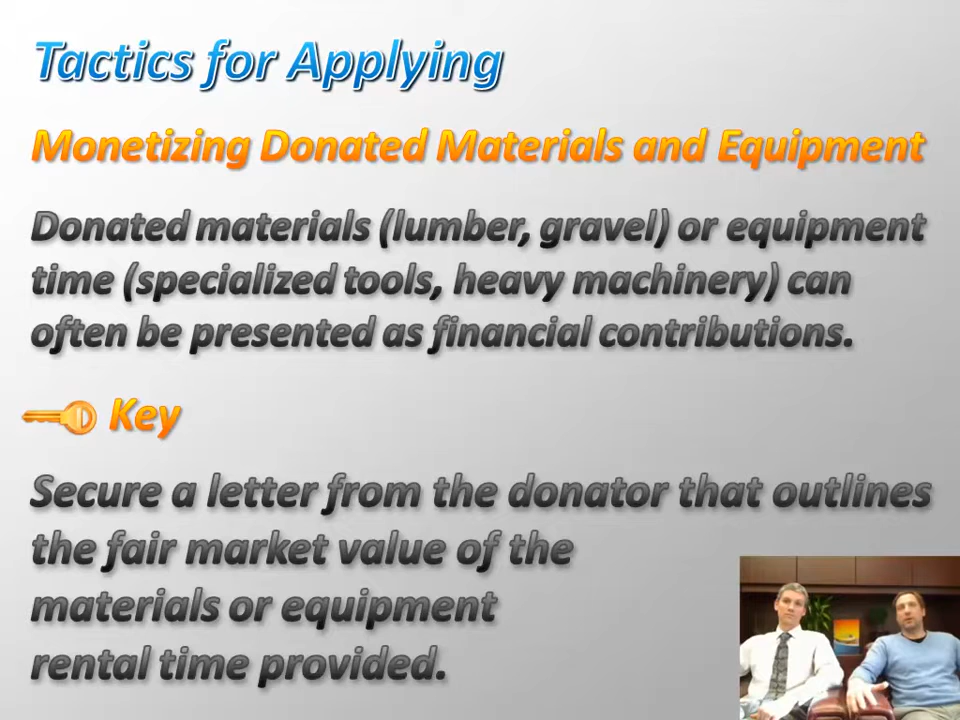 Tactics for Applying
Monetizing Donated Materials and Equipment
Donated materials (lumber, gravel) or equipment
time (specialized tools, heavy machinery) can
often be presented as financial contributions.
Key
Secure a letter from the donator that outlines
the fair market value of the
materials or equipment
rental time provided.